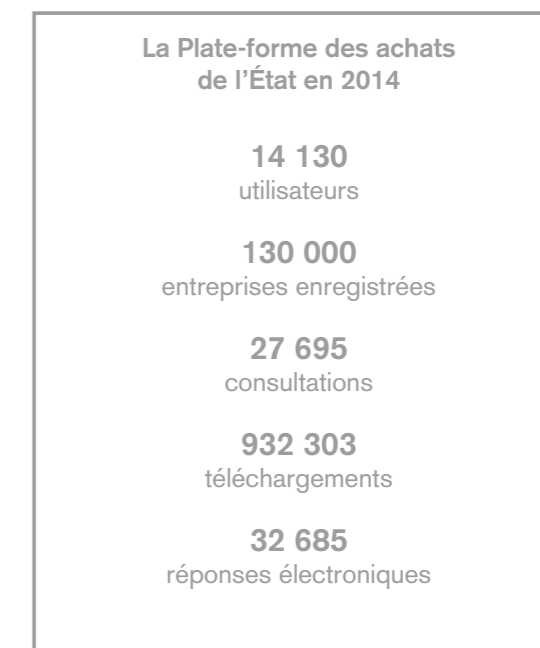 La Plate-forme des achats
de l’État en 2014
14 130
utilisateurs
130 000
entreprises enregistrées
27 695
consultations
932 303
téléchargements
32 685
réponses électroniques